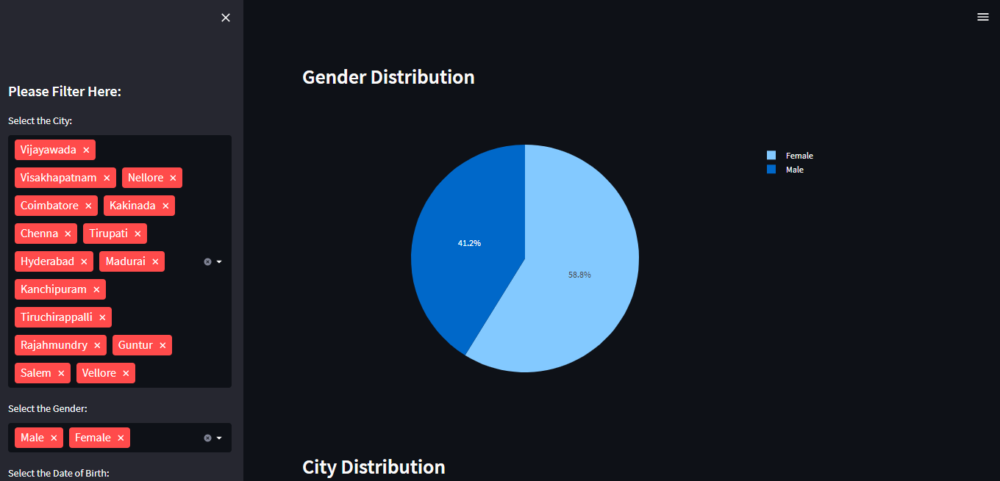 Please Filter Here:
Select the City:
Vijayawada
Visakhapatnam Nellore
Coimbatore Kakinada
Chenna Tirupati
Hyderabad Madurai
Kanchipuram
Tiruchirappalli
Rajahmundry Guntur
Salem Vellore
Select the Gender:
Male Female
Select the Date of Birth:
Gender Distribution
41.2%
58.8%
Female
Male
City Distribution